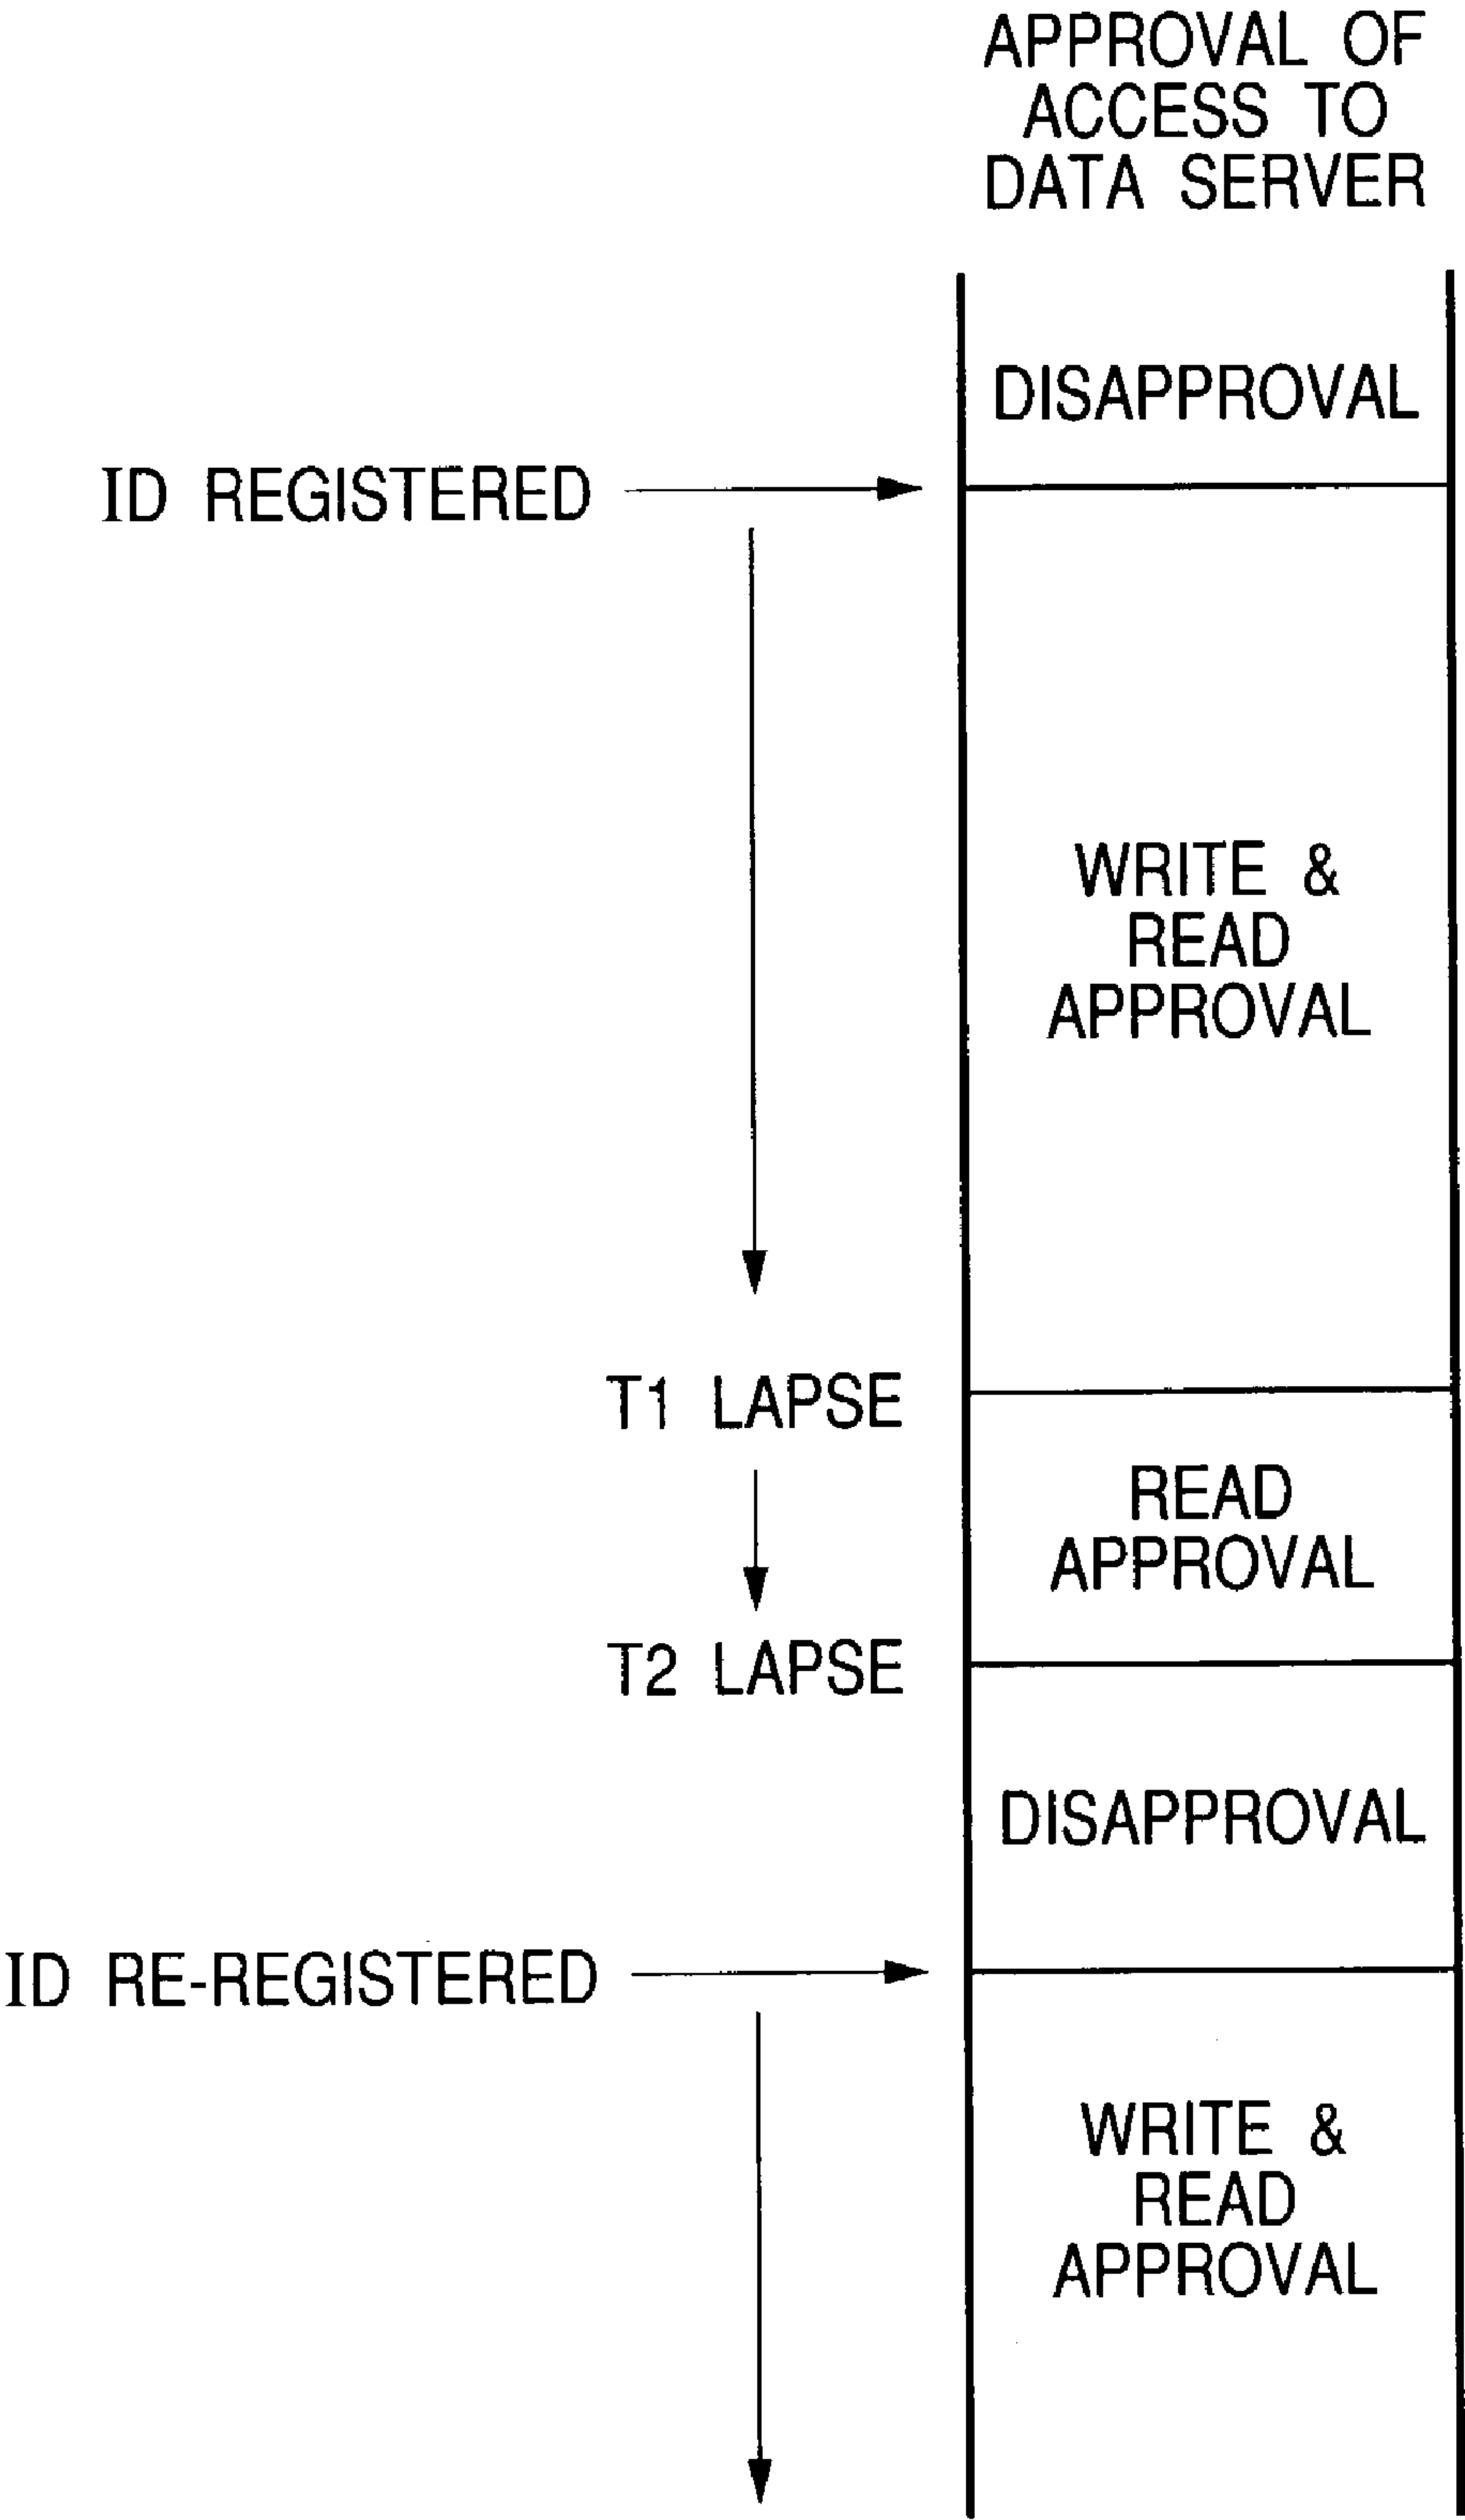 APPROVAL OF
ACCESS TO
DATA SERVER
DISAPPROVAL
ID REGISTERED
WRITE &
READ
APPROVAL
T1 LAPSE
READ
APPROVAL
T2 LAPSE
DISAPPROVAL
ID RE-REGISTERED
WRITE &
READ
APPROVAL